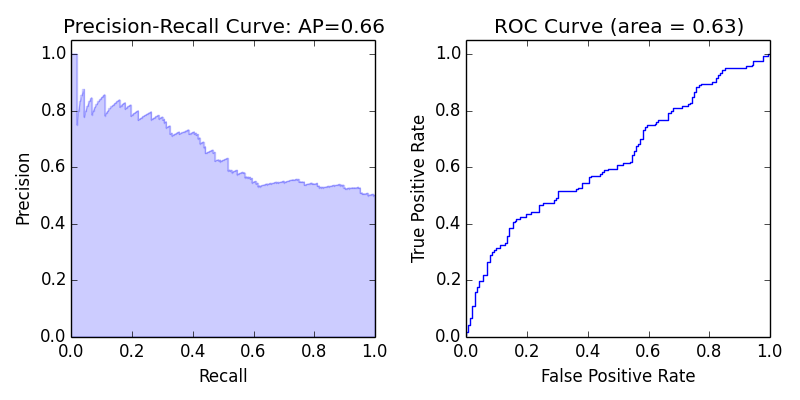 Precision-Recall Curve: AP=0.66
1.0
0.8
0.6
0.4
0.2
0.0
Precision
0.0 0.2 0.4 0.6 0.8 1.0
Recall
ROC Curve (area = 0.63)
1.0
0.8
0.6
0.4
0.2
0.0
True Positive Rate
0.0 0.2 0.4 0.6 0.8 1.0
False Positive Rate